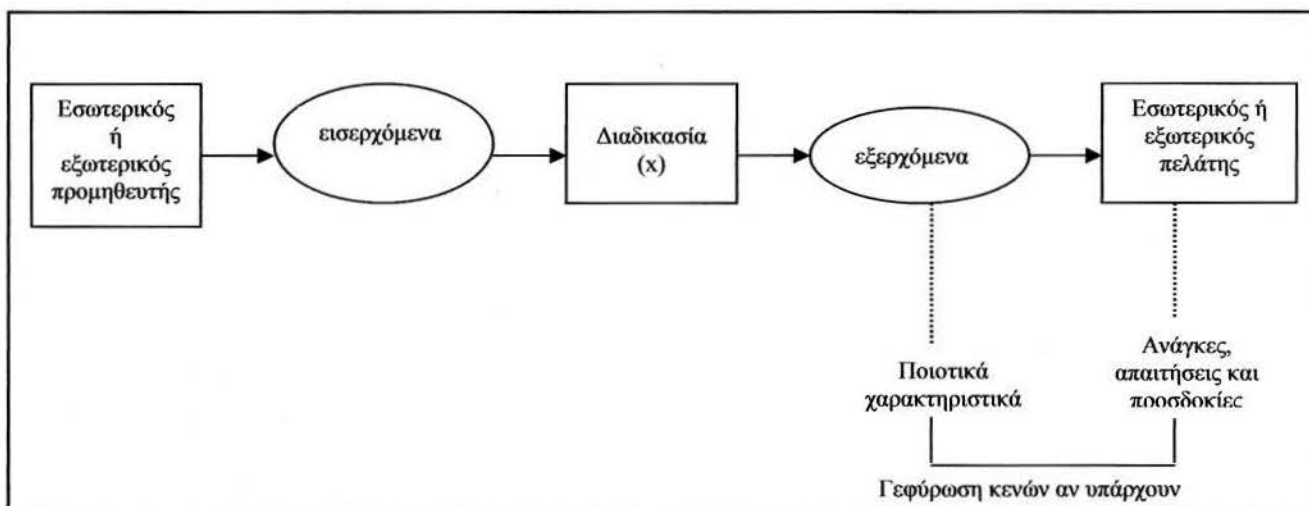 Εσωτερικός
ή
εξωτερικός
προμηθευτής
εισερχόμενα
Διαδικασία
(x)
εξερχόμενα
Εσωτερικός ή
εξωτερικός
πελάτης
Ποιοτικά
χαρακτηριστικά
Ανάγκες,
απαιτήσεις και
προσδοκίες
Γεφύρωση κενών αν υπάρχουν